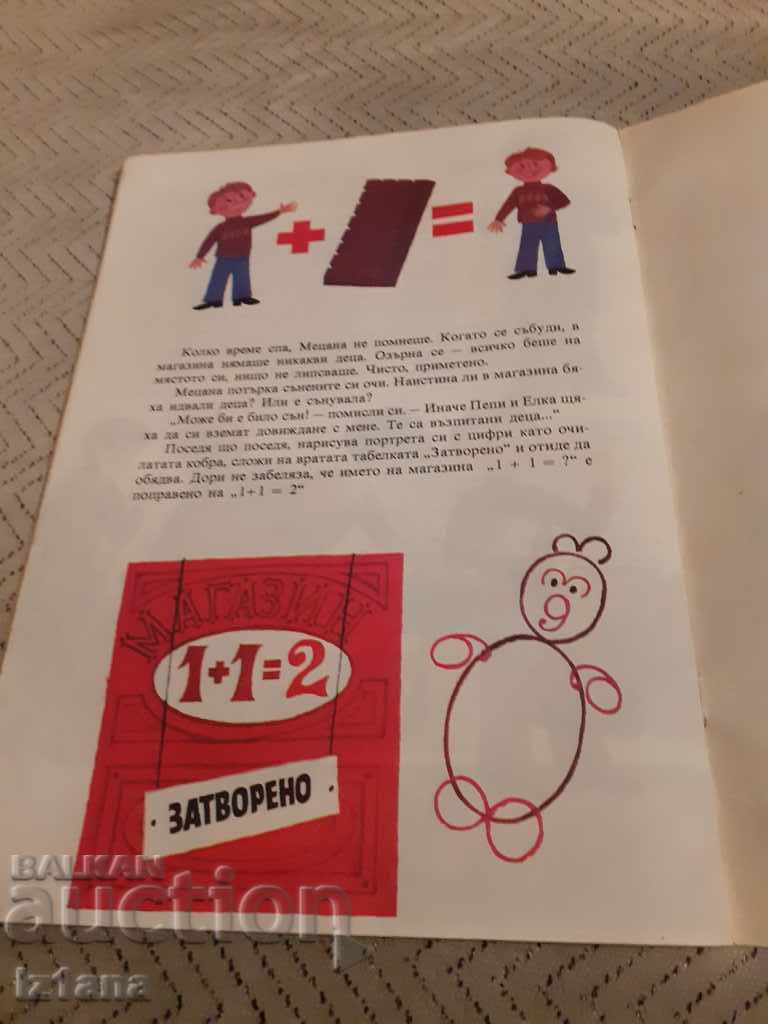 Колко време спа, Мецана не помнеше. Когато се събуди, в
магазина нямаше никакви деца. Озърна се — всичко беше на
мястото си, нищо не липсваше. Чисто, приметено.
Мецана потърка сънените си очи. Наистина ли в магазина бя-
ха идвали деца? Или е сънувала?
„Може би е било сън! — помисли си. — Иначе Пепи и Елка щя-
ха да си вземат довиждане с мене. Те са възпитани деца..."
Поседя що поседя, нарисува портрета си с цифри като очи-
латата кобра, сложи на вратата табелката „Затворено" и отиде да
обядва. Дори не забеляза, че името на магазина „1 + 1 = ?" е
поправено на „1+1 = 2"
МАГАЗИН
1+1=2
· ЗАТВОРЕНО ·
9
BALKAN
auction
iz1ana